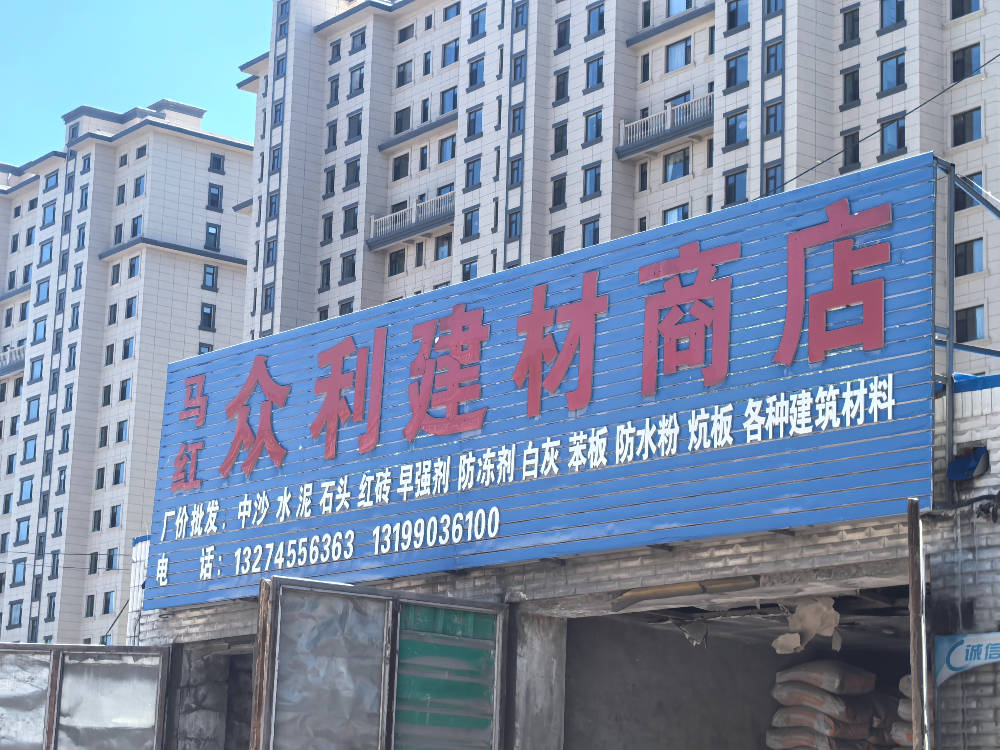 马红
众利建材商店
厂价批发：中沙 水 泥 石头 红砖 早强剂 防冻剂 白灰 苯板 防水粉 炕板 各种建筑材料
电 话：13274556363 13199036100
诚信